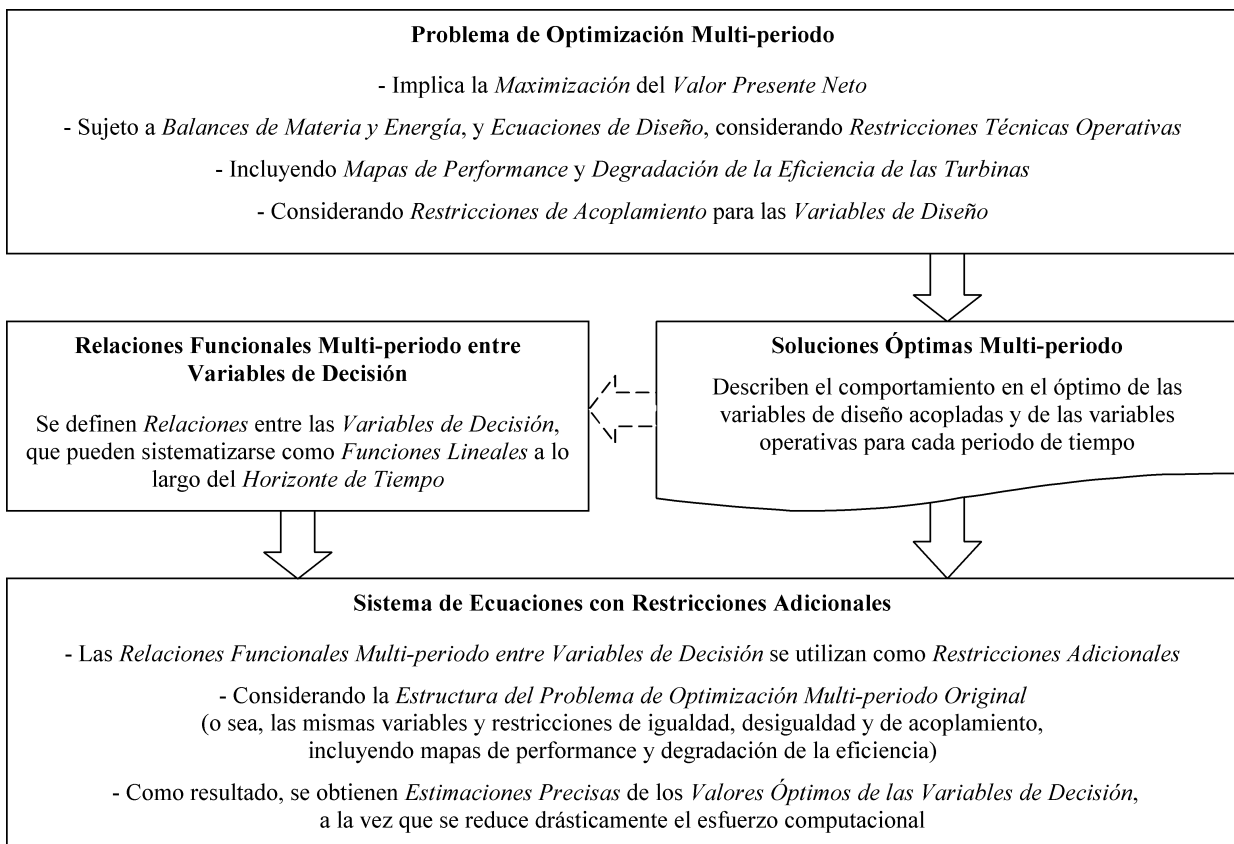 Problema de Optimización Multi-periodo
- Implica la Maximización del Valor Presente Neto
- Sujeto a Balances de Materia y Energía, y Ecuaciones de Diseño, considerando Restricciones Técnicas Operativas
- Incluyendo Mapas de Performance y Degradación de la Eficiencia de las Turbinas
- Considerando Restricciones de Acoplamiento para las Variables de Diseño
Relaciones Funcionales Multi-periodo entre
Variables de Decisión
Se definen Relaciones entre las Variables de Decisión,
que pueden sistematizarse como Funciones Lineales a lo
largo del Horizonte de Tiempo
Soluciones Óptimas Multi-periodo
Describen el comportamiento en el óptimo de las
variables de diseño acopladas y de las variables
operativas para cada periodo de tiempo
Sistema de Ecuaciones con Restricciones Adicionales
- Las Relaciones Funcionales Multi-periodo entre Variables de Decisión se utilizan como Restricciones Adicionales
- Considerando la Estructura del Problema de Optimización Multi-periodo Original
(o sea, las mismas variables y restricciones de igualdad, desigualdad y de acoplamiento,
incluyendo mapas de performance y degradación de la eficiencia)
- Como resultado, se obtienen Estimaciones Precisas de los Valores Óptimos de las Variables de Decisión,
a la vez que se reduce drásticamente el esfuerzo computacional